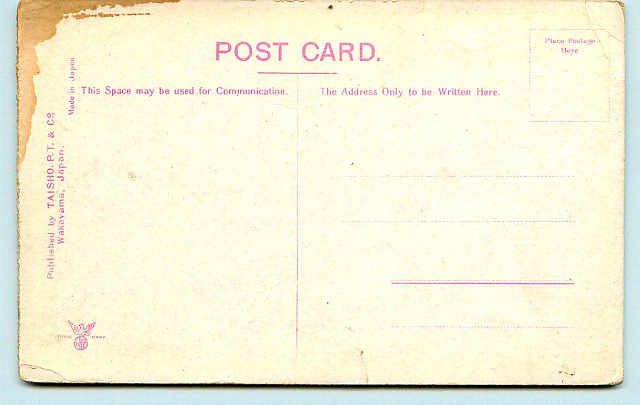 POST CARD.
Place Postage
Here
This Space may be used for Communication.
The Address Only to be Written Here.
Made in Japan
Published by TAISHO. P.T. & Co.
Wakayama, Japan.